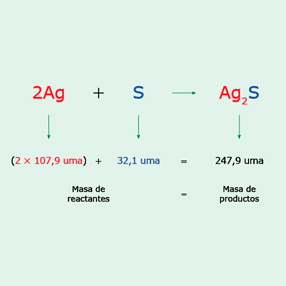 2Ag + S → Ag₂S
(2 × 107,9 uma) + 32,1 uma = 247,9 uma
Masa de reactantes = Masa de productos